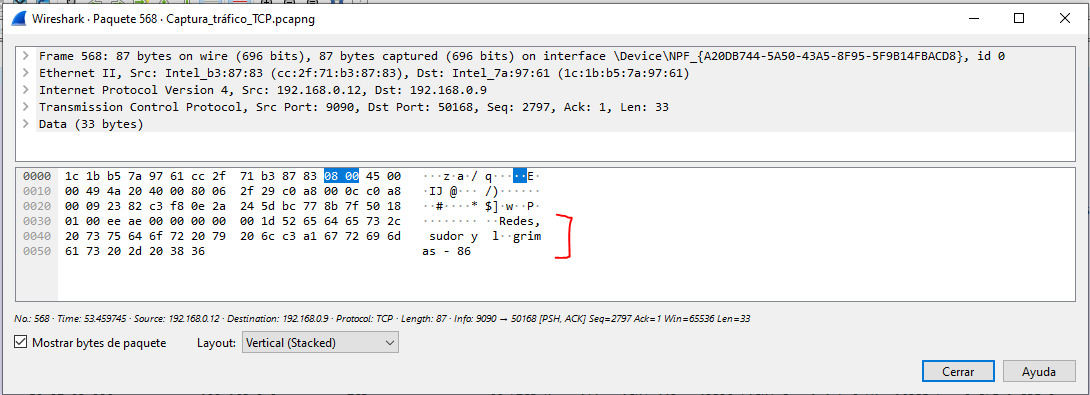 Wireshark · Paquete 568 · Captura_tráfico_TCP.pcapng
Frame 568: 87 bytes on wire (696 bits), 87 bytes captured (696 bits) on interface \Device\NPF_{A20DB744-5A50-43A5-8F95-5F9B14FBACD8}, id 0
Ethernet II, Src: Intel_b3:87:83 (cc:2f:71:b3:87:83), Dst: Intel_7a:97:61 (1c:1b:b5:7a:97:61)
Internet Protocol Version 4, Src: 192.168.0.12, Dst: 192.168.0.9
Transmission Control Protocol, Src Port: 9090, Dst Port: 50168, Seq: 2797, Ack: 1, Len: 33
Data (33 bytes)
0000 1c 1b b5 7a 97 61 cc 2f 71 b3 87 83 08 00 45 00 ···z·a·/ q·····E·
0010 00 49 4a 20 40 00 80 06 2f 29 c0 a8 00 0c c0 a8 ·IJ @··· /)······
0020 00 09 23 82 c3 f8 0e 2a 24 5d bc 77 8b 7f 50 18 ··#····* $]·w··P·
0030 01 00 ee ae 00 00 00 00 00 1d 52 65 64 65 73 2c ········ ··Redes,
0040 20 73 75 64 6f 72 20 79 20 6c c3 a1 67 72 69 6d sudor y l··grim
0050 61 73 20 2d 20 38 36 as - 86
No.: 568 · Time: 53.459745 · Source: 192.168.0.12 · Destination: 192.168.0.9 · Protocol: TCP · Length: 87 · Info: 9090 → 50168 [PSH, ACK] Seq=2797 Ack=1 Win=65536 Len=33
Mostrar bytes de paquete Layout: Vertical (Stacked)
Cerrar Ayuda